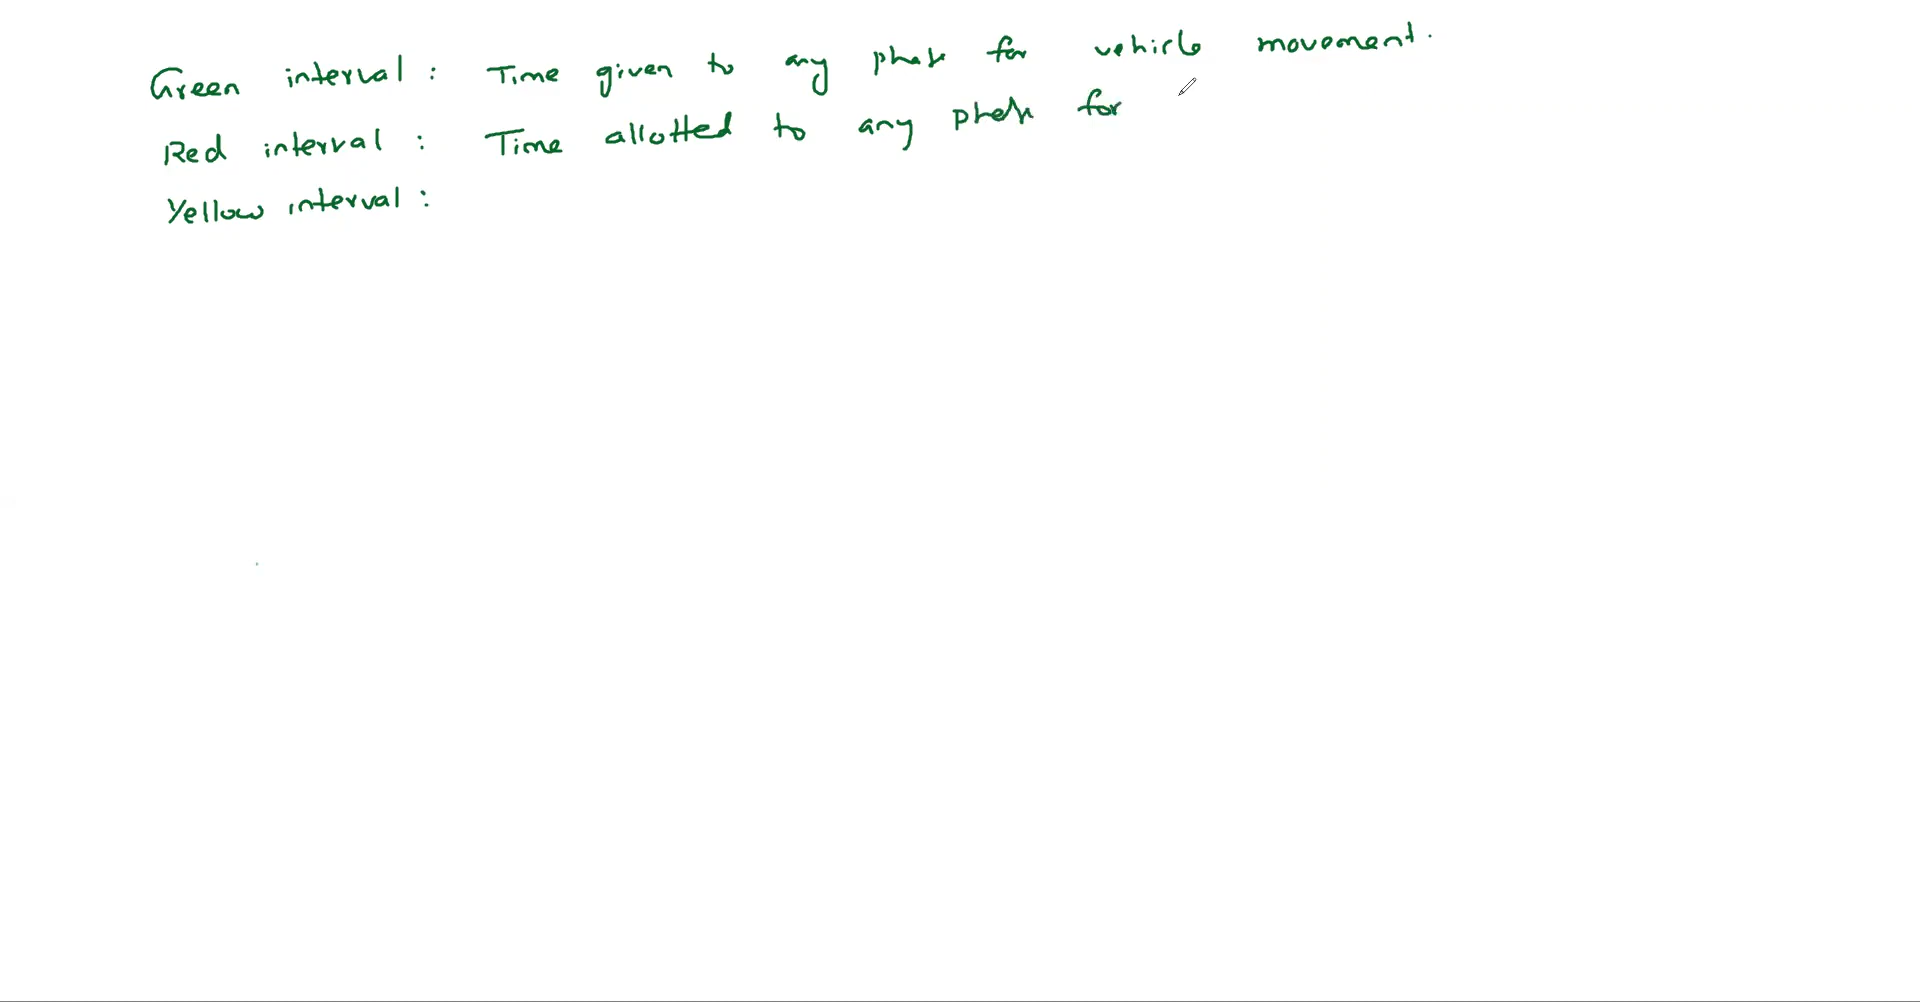 Green interval : Time given to any phase for vehicle movement.
Red interval : Time allotted to any phase for
Yellow interval :